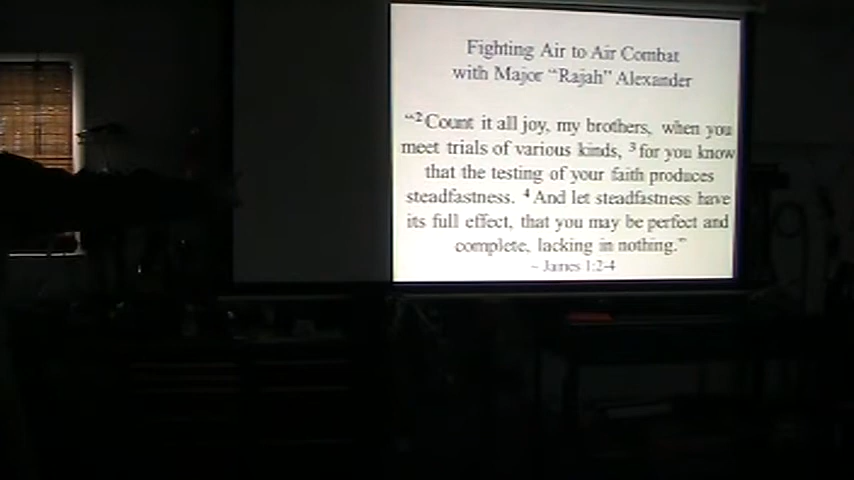 Fighting Air to Air Combat
with Major “Rajah” Alexander
“²Count it all joy, my brothers, when you
meet trials of various kinds, ³ for you know
that the testing of your faith produces
steadfastness. ⁴ And let steadfastness have
its full effect, that you may be perfect and
complete, lacking in nothing.”
~ James 1:2-4